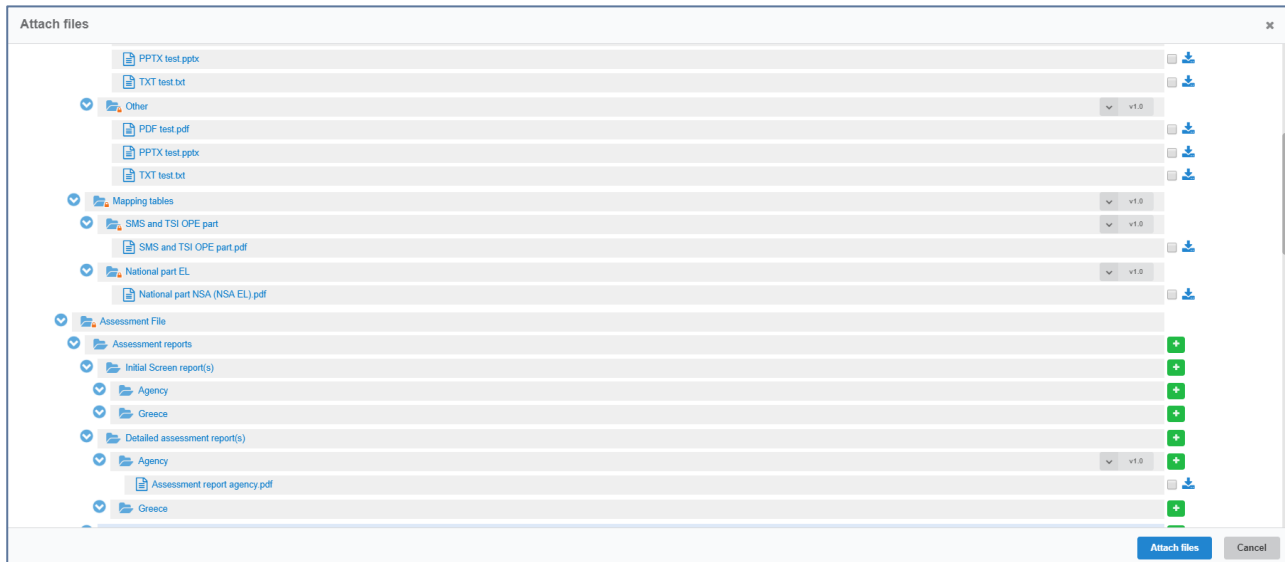 Attach files
PPTX test.pptx
TXT test.txt
Other v1.0
PDF test.pdf
PPTX test.pptx
TXT test.txt
Mapping tables v1.0
SMS and TSI OPE part v1.0
SMS and TSI OPE part.pdf
National part EL v1.0
National part NSA (NSA EL).pdf
Assessment File
Assessment reports
Initial Screen report(s)
Agency
Greece
Detailed assessment report(s)
Agency v1.0
Assessment report agency.pdf
Greece
Attach files Cancel